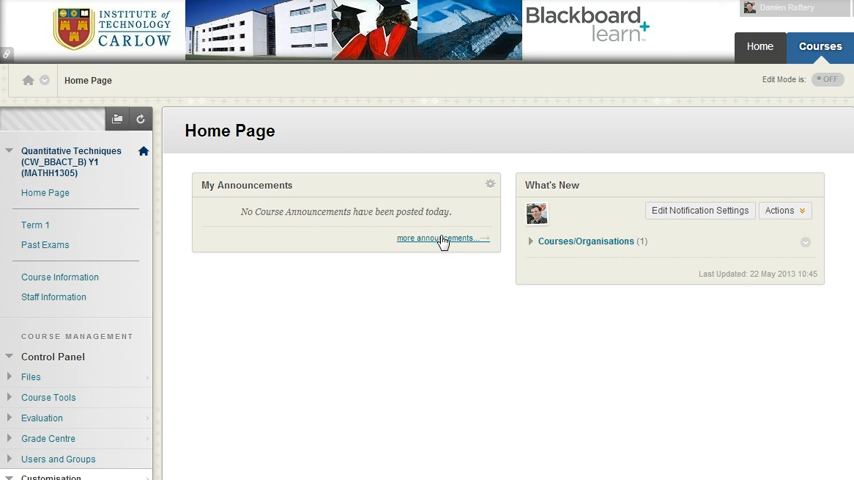 INSTITUTE of
TECHNOLOGY
CARLOW
Blackboard
learn+
Damien Raftery
Home
Courses
Home Page
Edit Mode is:
OFF
Quantitative Techniques
(CW_BBACT_B) Y1
(MATHH1305)
Home Page
Term 1
Past Exams
Course Information
Staff Information
COURSE MANAGEMENT
Control Panel
Files
Course Tools
Evaluation
Grade Centre
Users and Groups
Customisation
Home Page
My Announcements
No Course Announcements have been posted today.
more announcements...
What's New
Edit Notification Settings
Actions
Courses/Organisations (1)
Last Updated: 22 May 2013 10:45